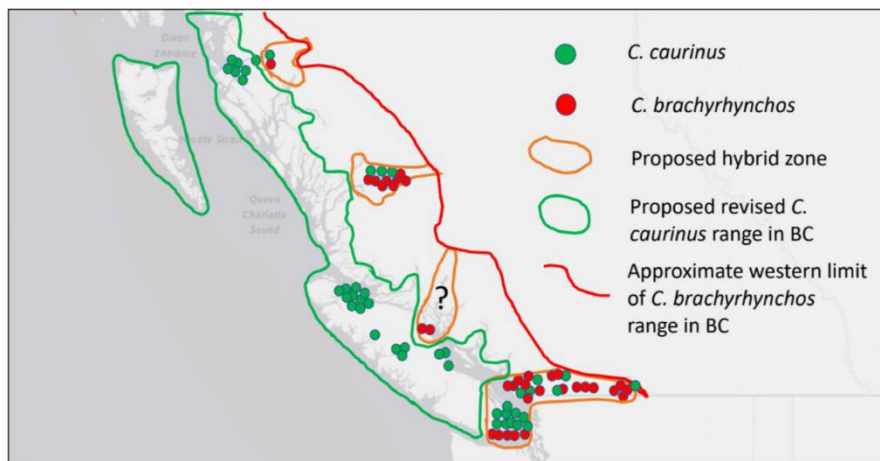 Dixon
Entrance
Hecate Strait
Queen
Charlotte
Sound
?
C. caurinus
C. brachyrhynchos
Proposed hybrid zone
Proposed revised C.
caurinus range in BC
Approximate western limit
of C. brachyrhynchos
range in BC